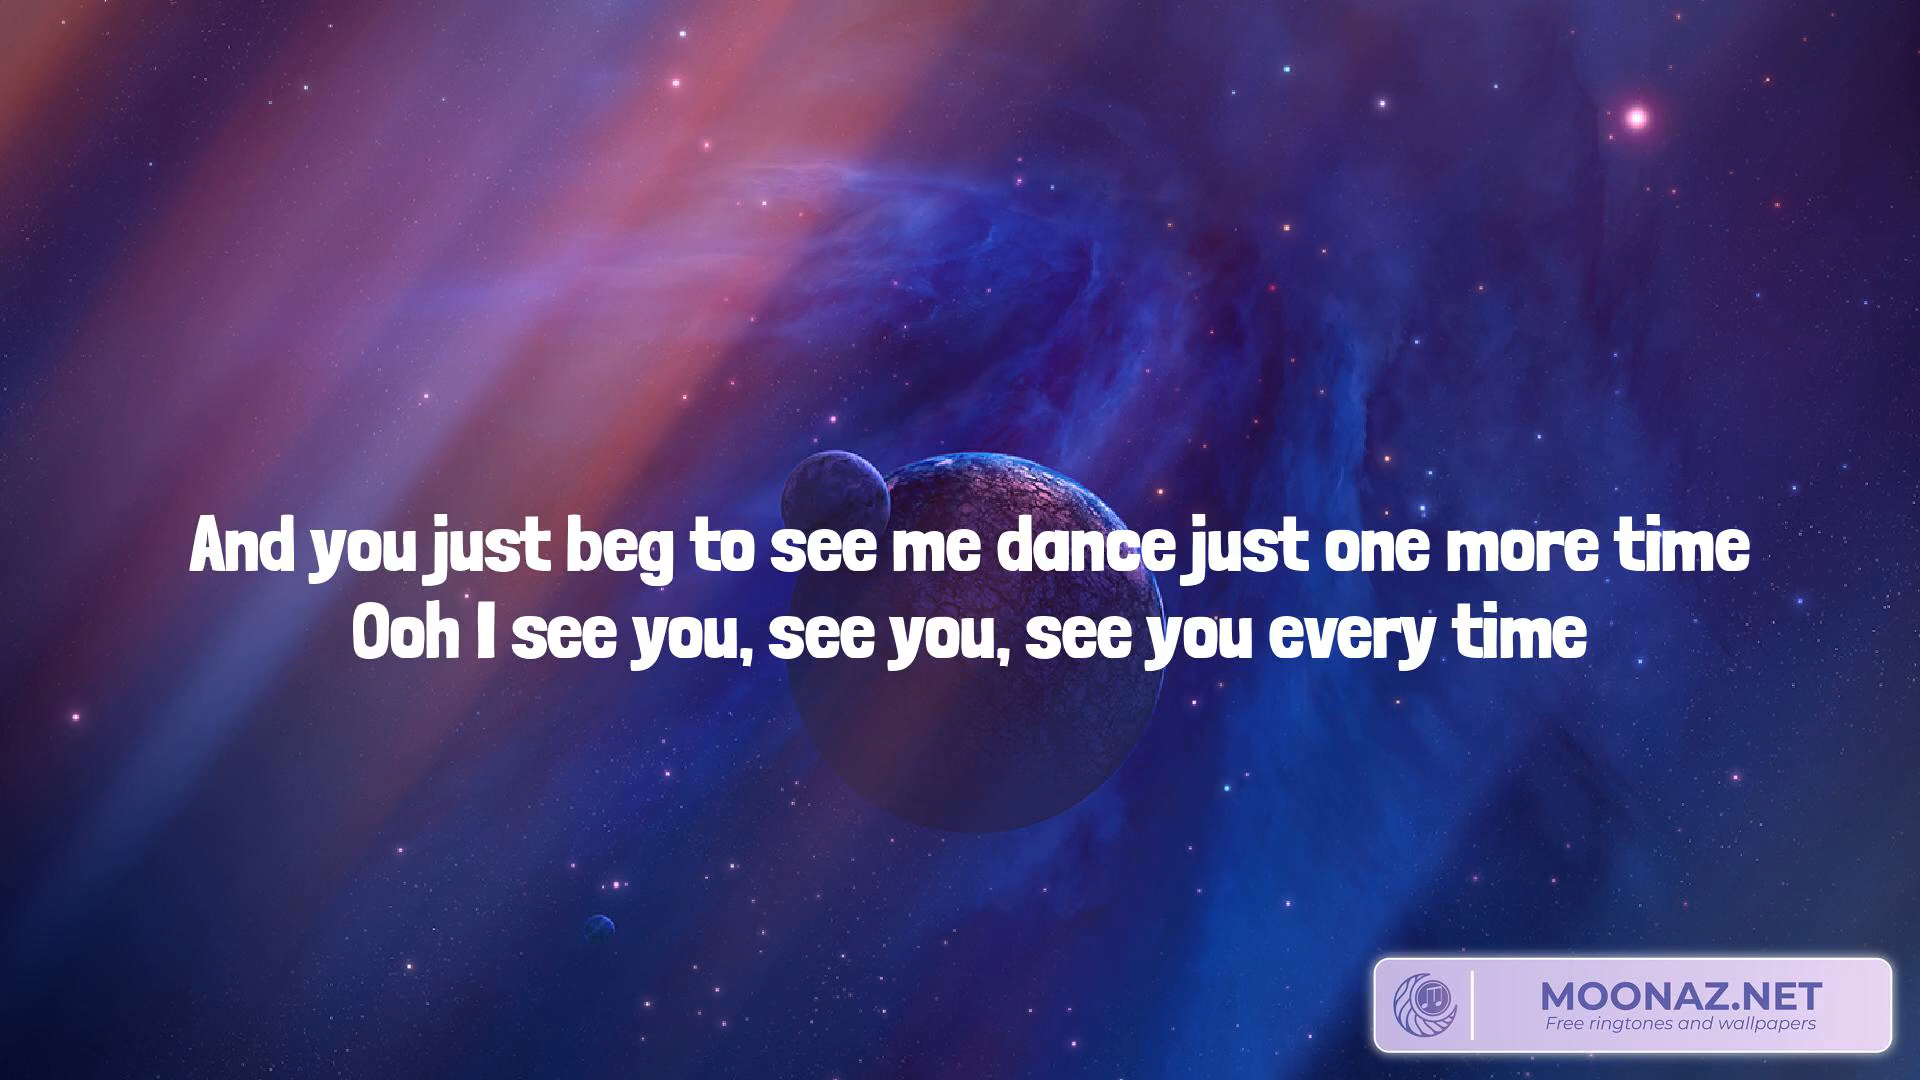 And you just beg to see me dance just one more time
Ooh I see you, see you, see you every time
MOONAZ.NET
Free ringtones and wallpapers